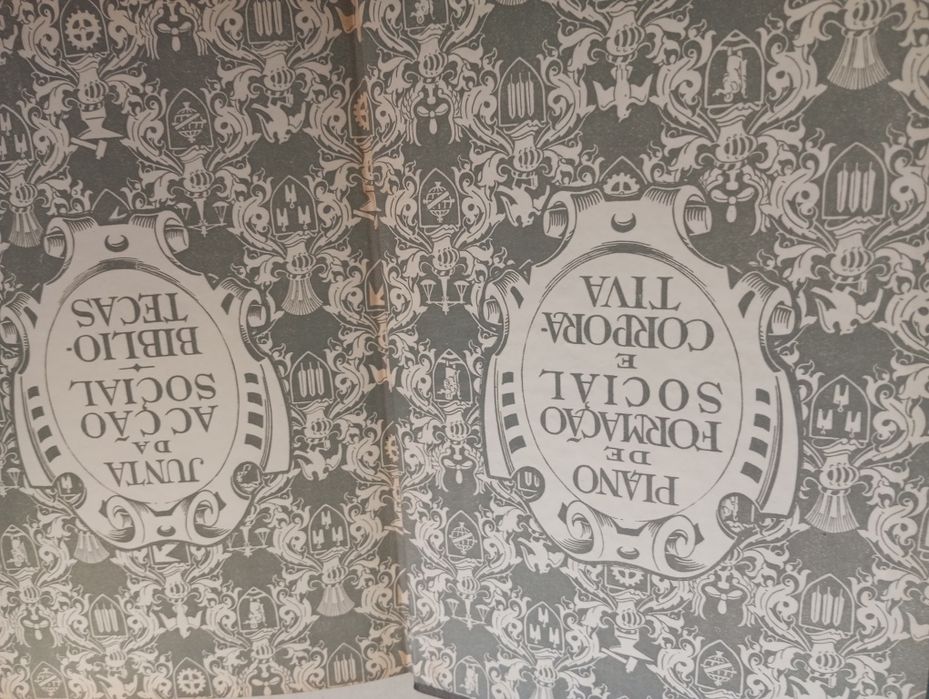 PLANO
DE
FORMAÇÃO
SOCIAL
E
CORPORA-
TIVA
JUNTA
DA
ACÇÃO
SOCIAL
BIBLIO-
TECAS